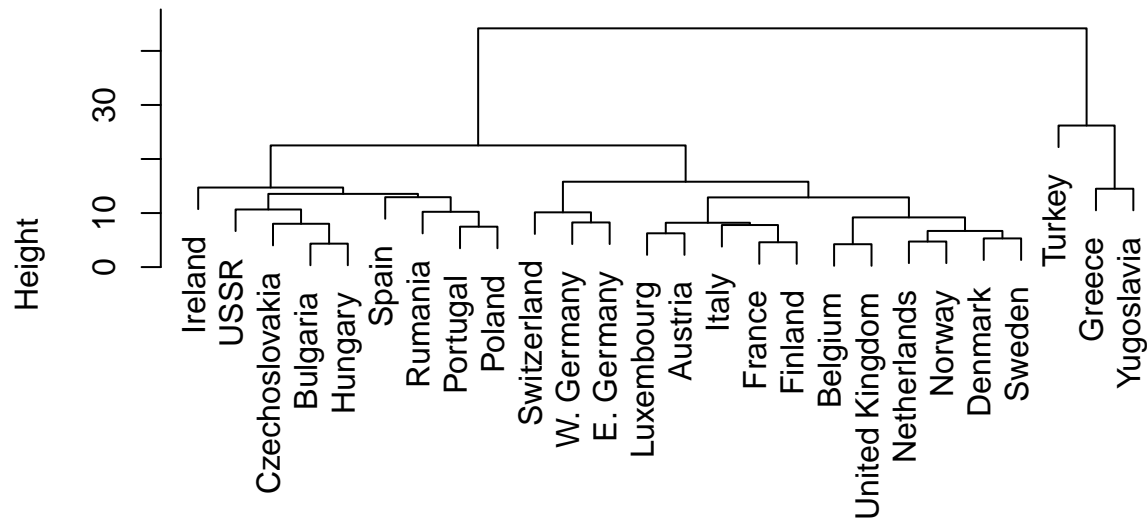 Height
30
10
0
Ireland
USSR
Czechoslovakia
Bulgaria
Hungary
Spain
Rumania
Portugal
Poland
Switzerland
W. Germany
E. Germany
Luxembourg
Austria
Italy
France
Finland
Belgium
United Kingdom
Netherlands
Norway
Denmark
Sweden
Turkey
Greece
Yugoslavia